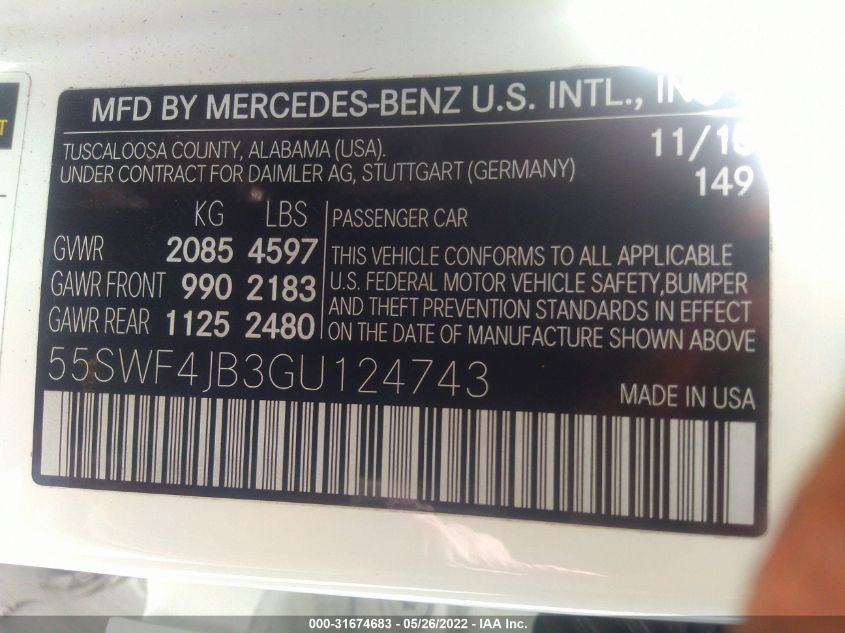 MFD BY MERCEDES-BENZ U.S. INTL.,
TUSCALOOSA COUNTY, ALABAMA (USA).
UNDER CONTRACT FOR DAIMLER AG, STUTTGART (GERMANY)
149
KG LBS
GVWR 2085 4597
GAWR FRONT 990 2183
GAWR REAR 1125 2480
PASSENGER CAR
THIS VEHICLE CONFORMS TO ALL APPLICABLE
U.S. FEDERAL MOTOR VEHICLE SAFETY,BUMPER
AND THEFT PREVENTION STANDARDS IN EFFECT
ON THE DATE OF MANUFACTURE SHOWN ABOVE
55SWF4JB3GU124743
MADE IN USA
000-31674683 - 05/26/2022 - IAA Inc.